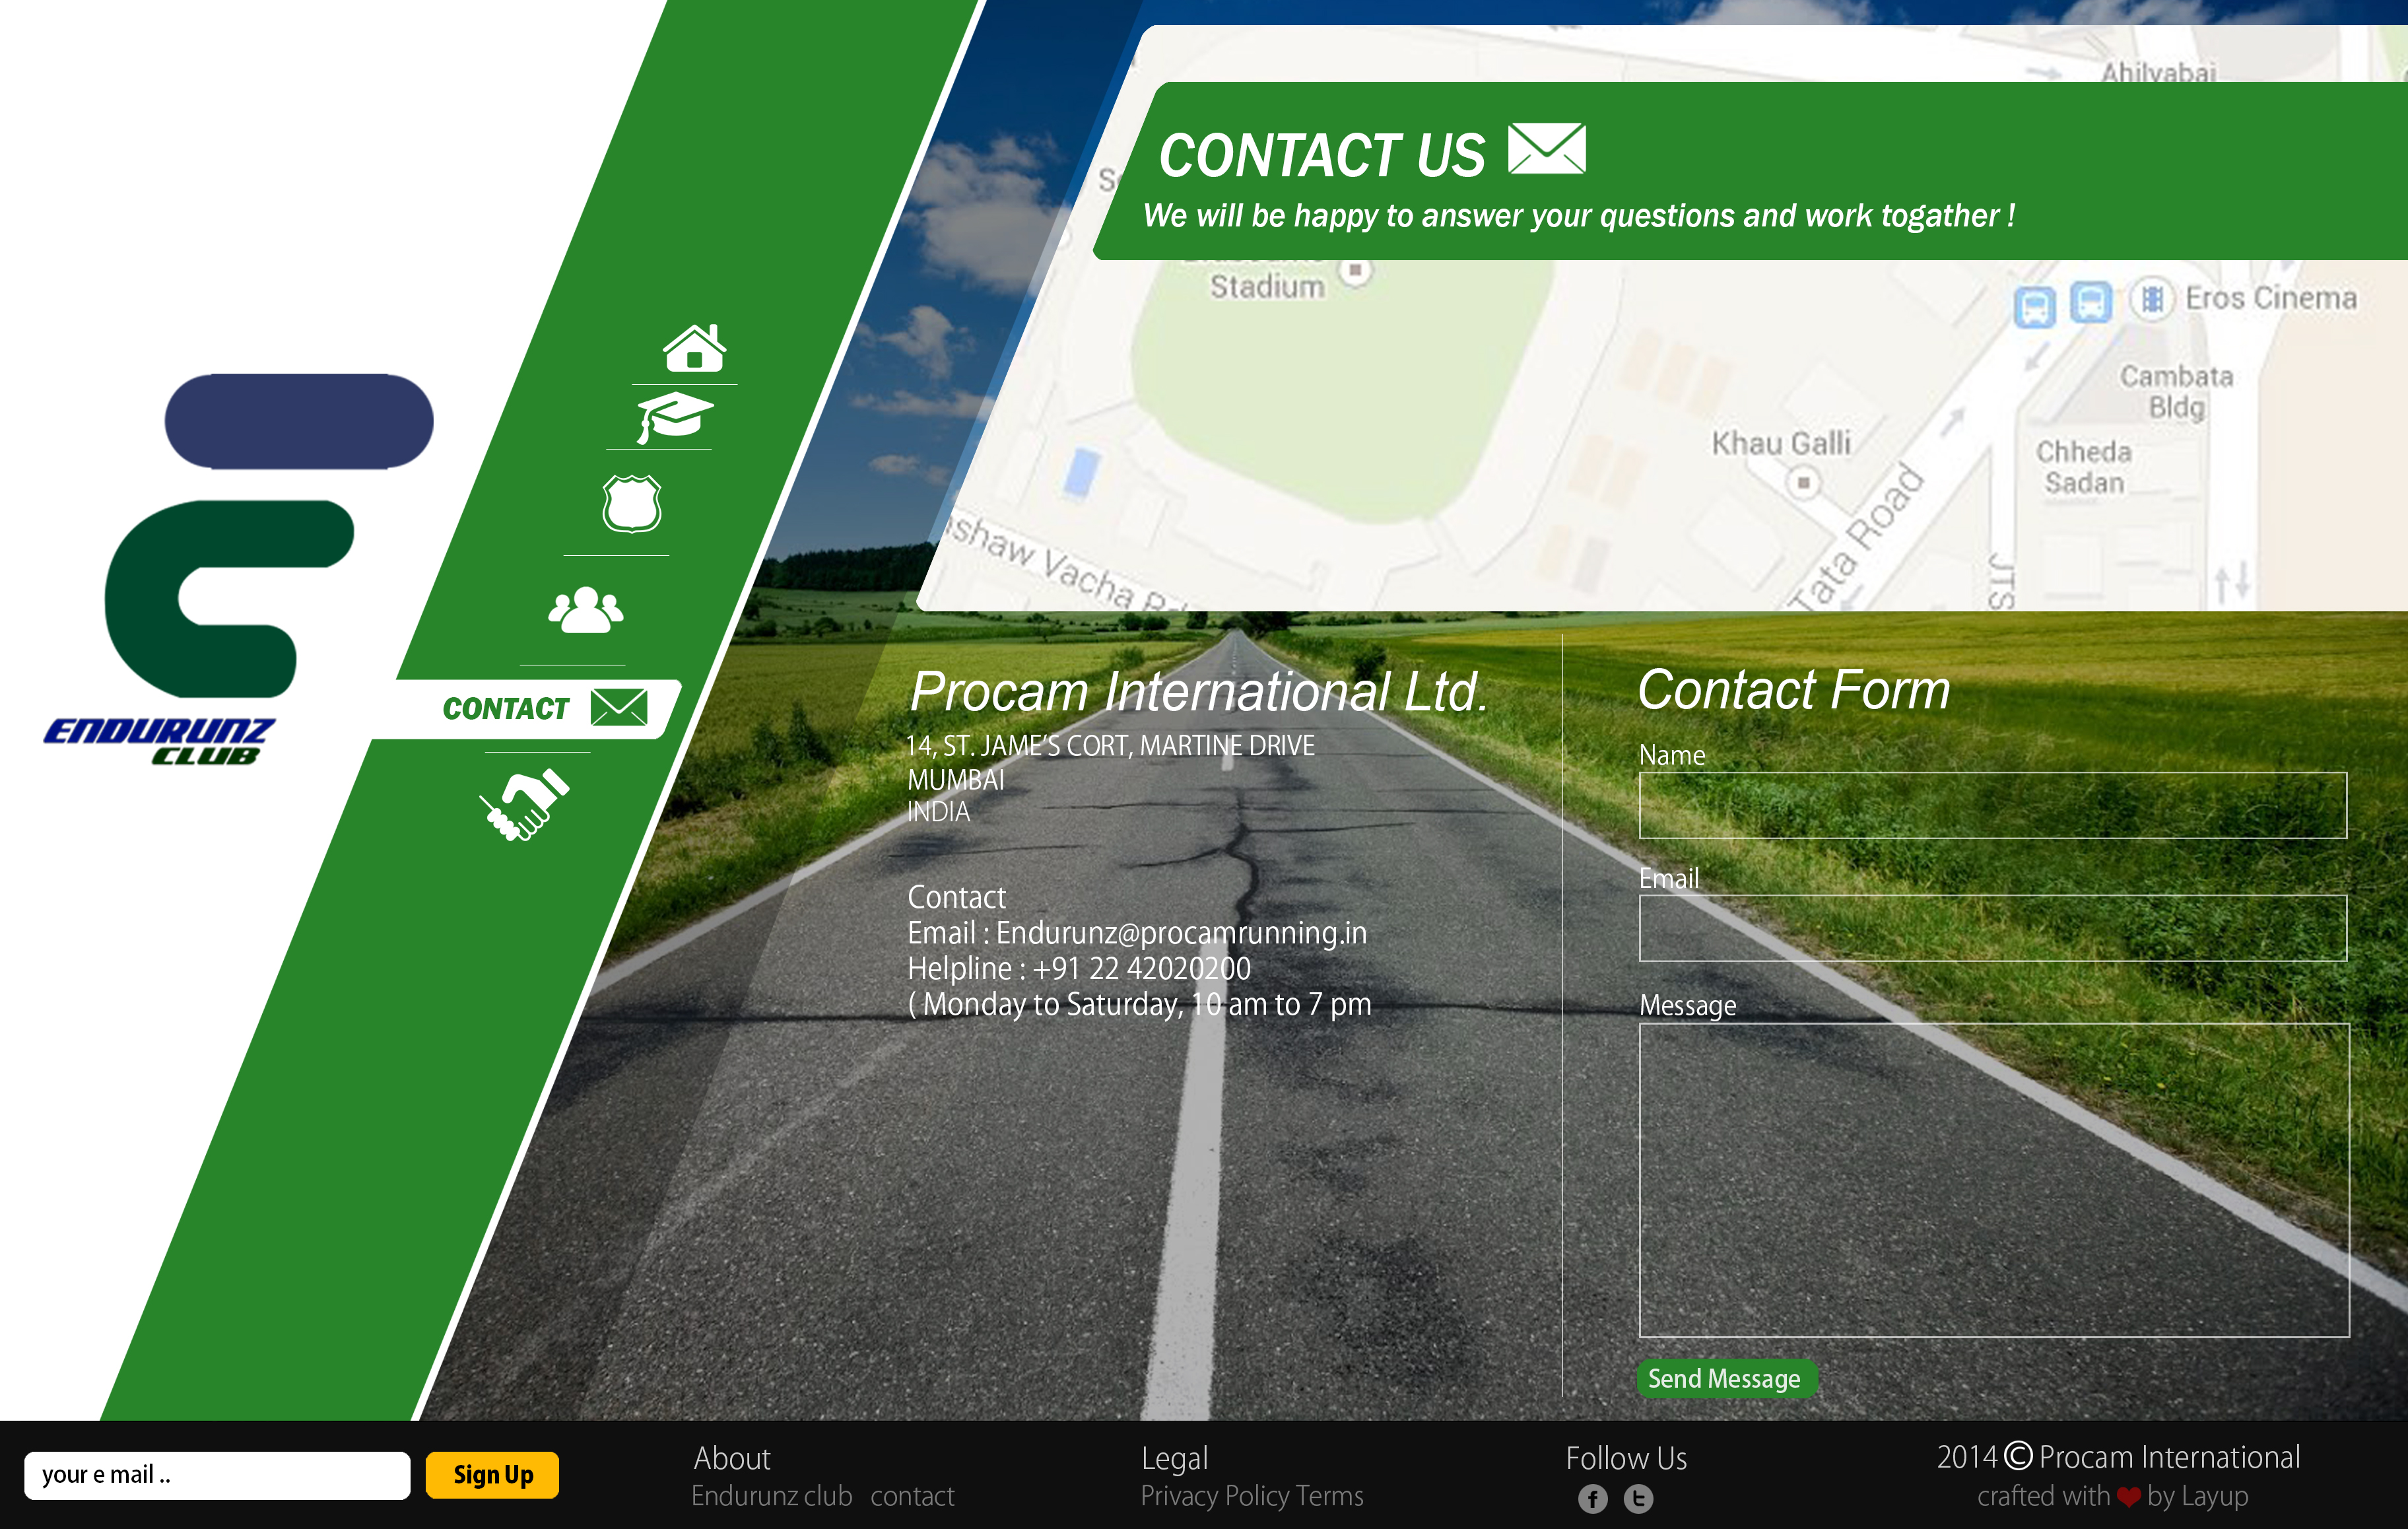 Ahilyabai
CONTACT US
We will be happy to answer your questions and work togather !
Stadium
Eros Cinema
Cambata
Bldg
Khau Galli
Chheda
Sadan
Vacha
Tata Road
ENDURUNZ
CLUB
CONTACT
Procam International Ltd.
14, ST. JAME'S CORT, MARTINE DRIVE
MUMBAI
INDIA
Contact
Email : Endurunz@procamrunning.in
Helpline : +91 22 42020200
( Monday to Saturday, 10 am to 7 pm
Contact Form
Name
Email
Message
Send Message
your e mail ..
Sign Up
About
Endurunz club contact
Legal
Privacy Policy Terms
Follow Us
2014 © Procam International
crafted with ❤ by Layup